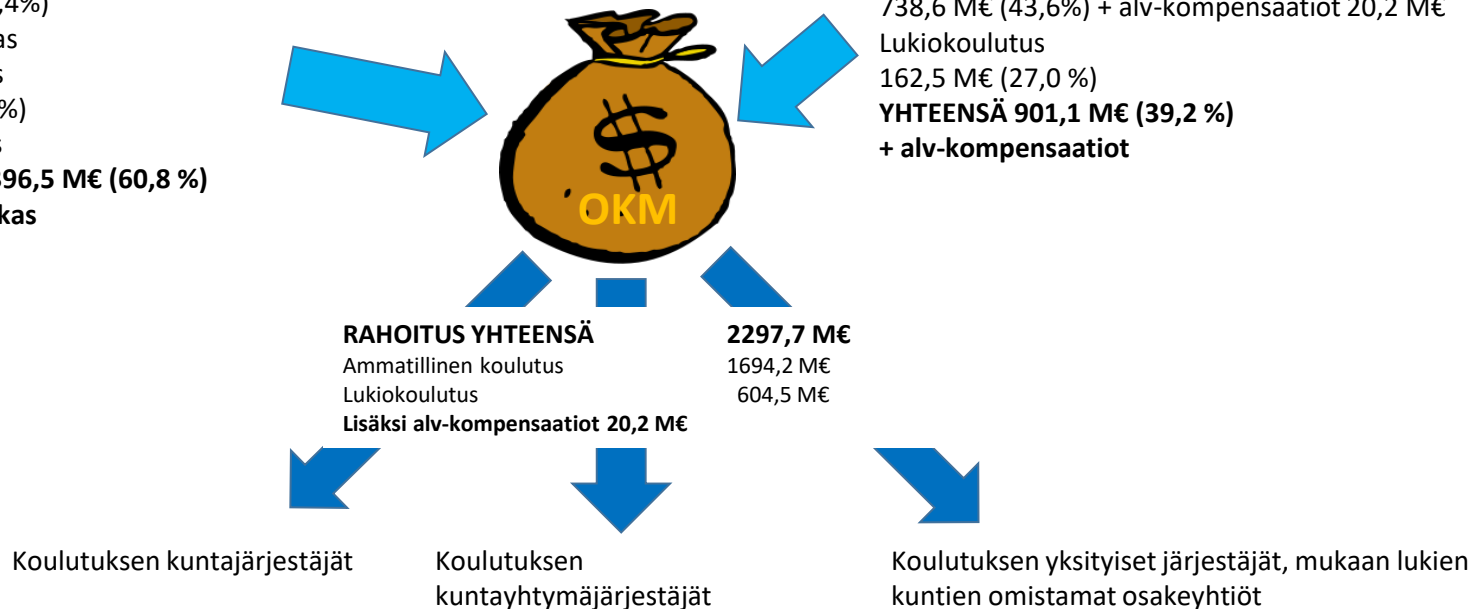 ,4%)
as
s
%)
s
396,5 M€ (60,8 %)
kas
738,6 M€ (43,6%) + alv-kompensaatiot 20,2 M€
Lukiokoulutus
162,5 M€ (27,0 %)
YHTEENSÄ 901,1 M€ (39,2 %)
+ alv-kompensaatiot
$
OKM
RAHOITUS YHTEENSÄ 2297,7 M€
Ammatillinen koulutus 1694,2 M€
Lukiokoulutus 604,5 M€
Lisäksi alv-kompensaatiot 20,2 M€
Koulutuksen kuntajärjestäjät
Koulutuksen
kuntayhtymäjärjestäjät
Koulutuksen yksityiset järjestäjät, mukaan lukien
kuntien omistamat osakeyhtiöt